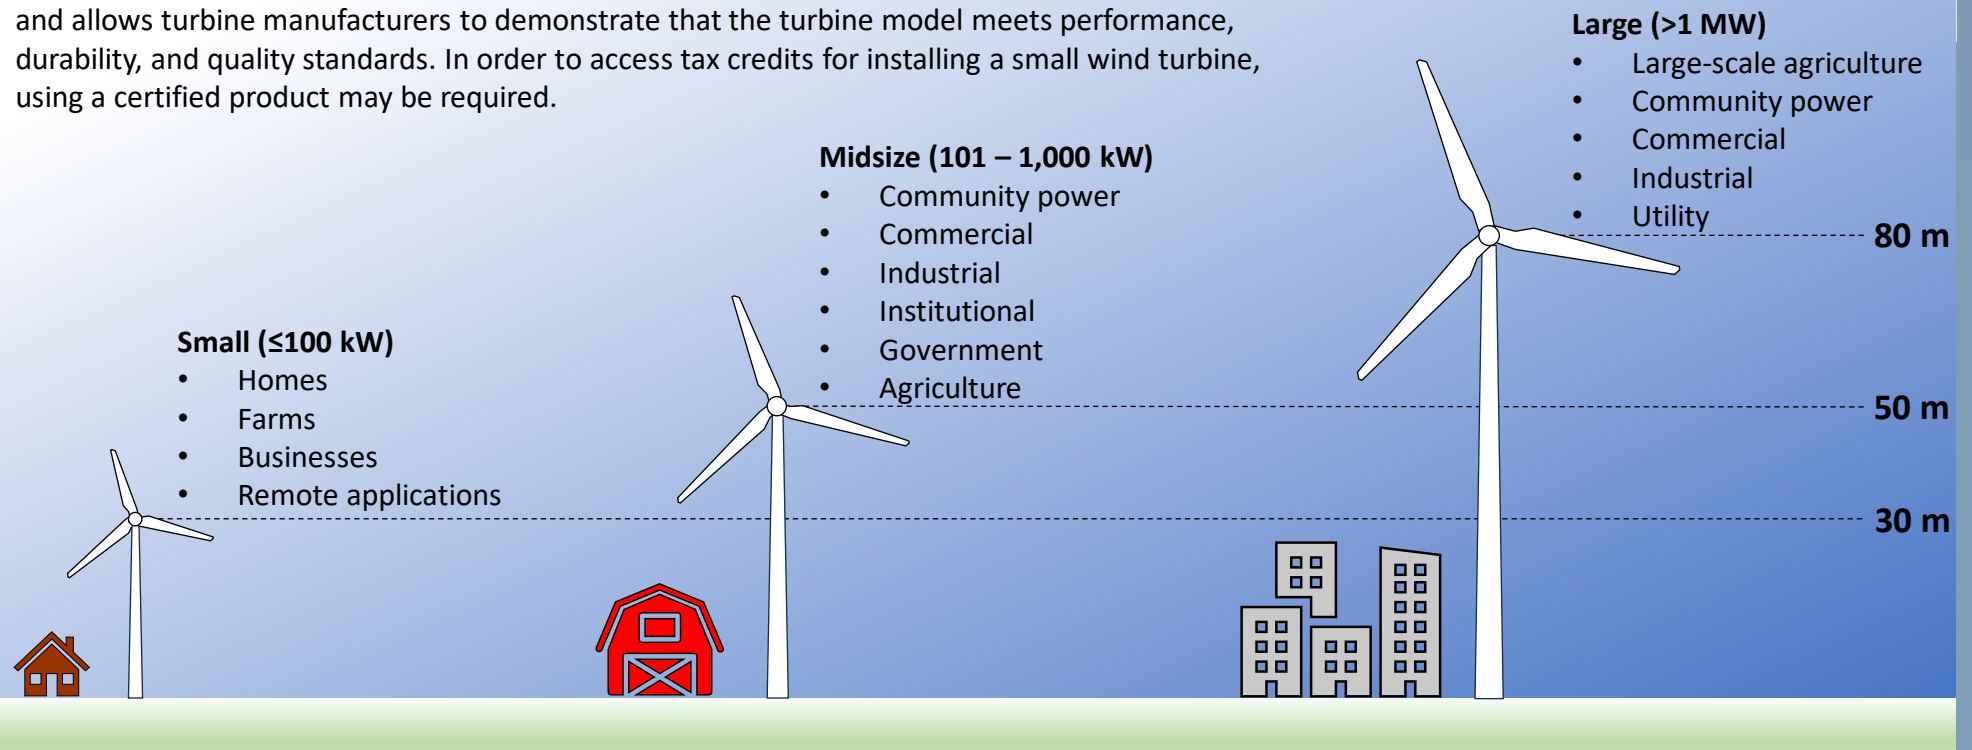 and allows turbine manufacturers to demonstrate that the turbine model meets performance,
durability, and quality standards. In order to access tax credits for installing a small wind turbine,
using a certified product may be required.
Small (≤100 kW)
• Homes
• Farms
• Businesses
• Remote applications
Midsize (101 – 1,000 kW)
• Community power
• Commercial
• Industrial
• Institutional
• Government
• Agriculture
Large (>1 MW)
• Large-scale agriculture
• Community power
• Commercial
• Industrial
• Utility
80 m
50 m
30 m